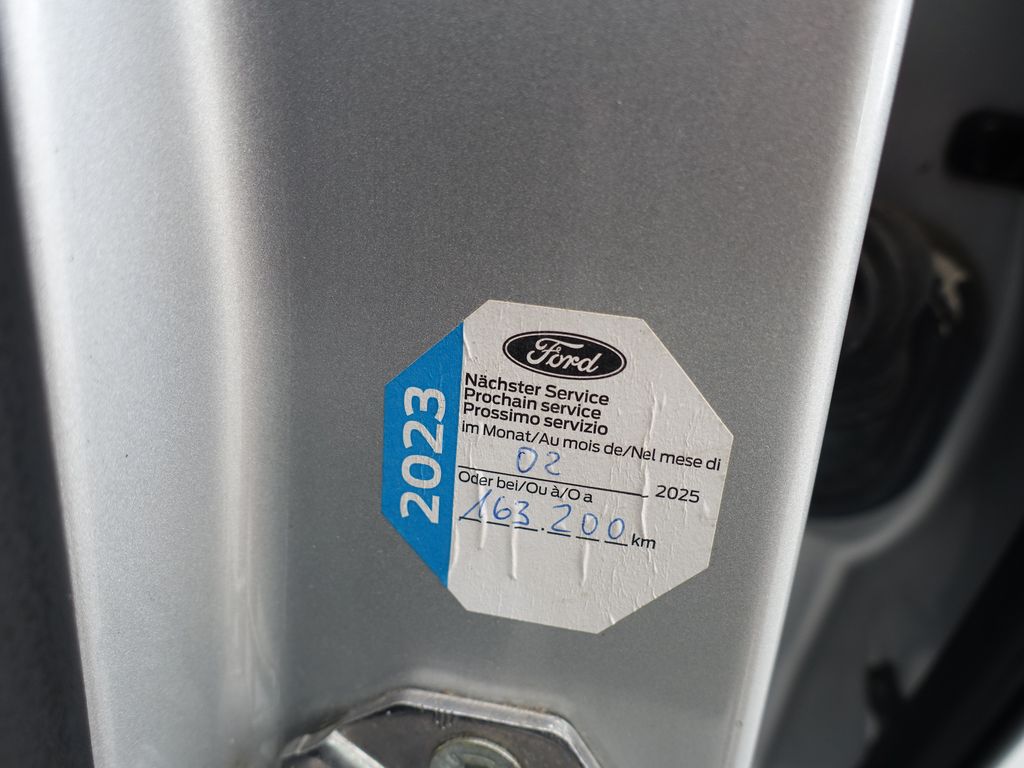 Ford
Nächster Service
Prochain service
Prossimo servizio
im Monat/Au mois de/Nel mese di
02 2025
Oder bei/Ou à/O a
163.200 km
2023